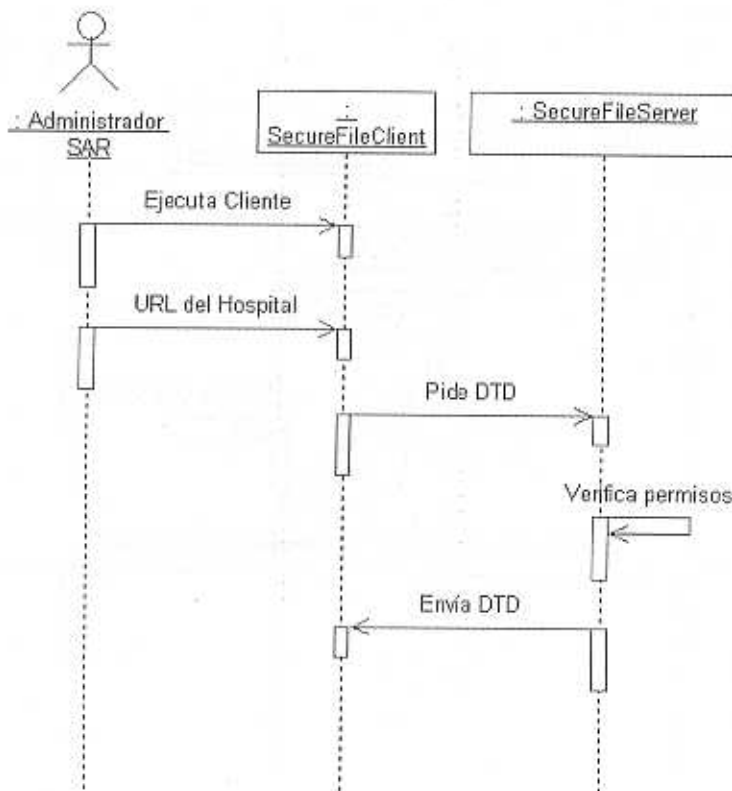 : Administrador
SAR
:
SecureFileClient
: SecureFileServer
Ejecuta Cliente
URL del Hospital
Pide DTD
Verifica permisos
Envía DTD